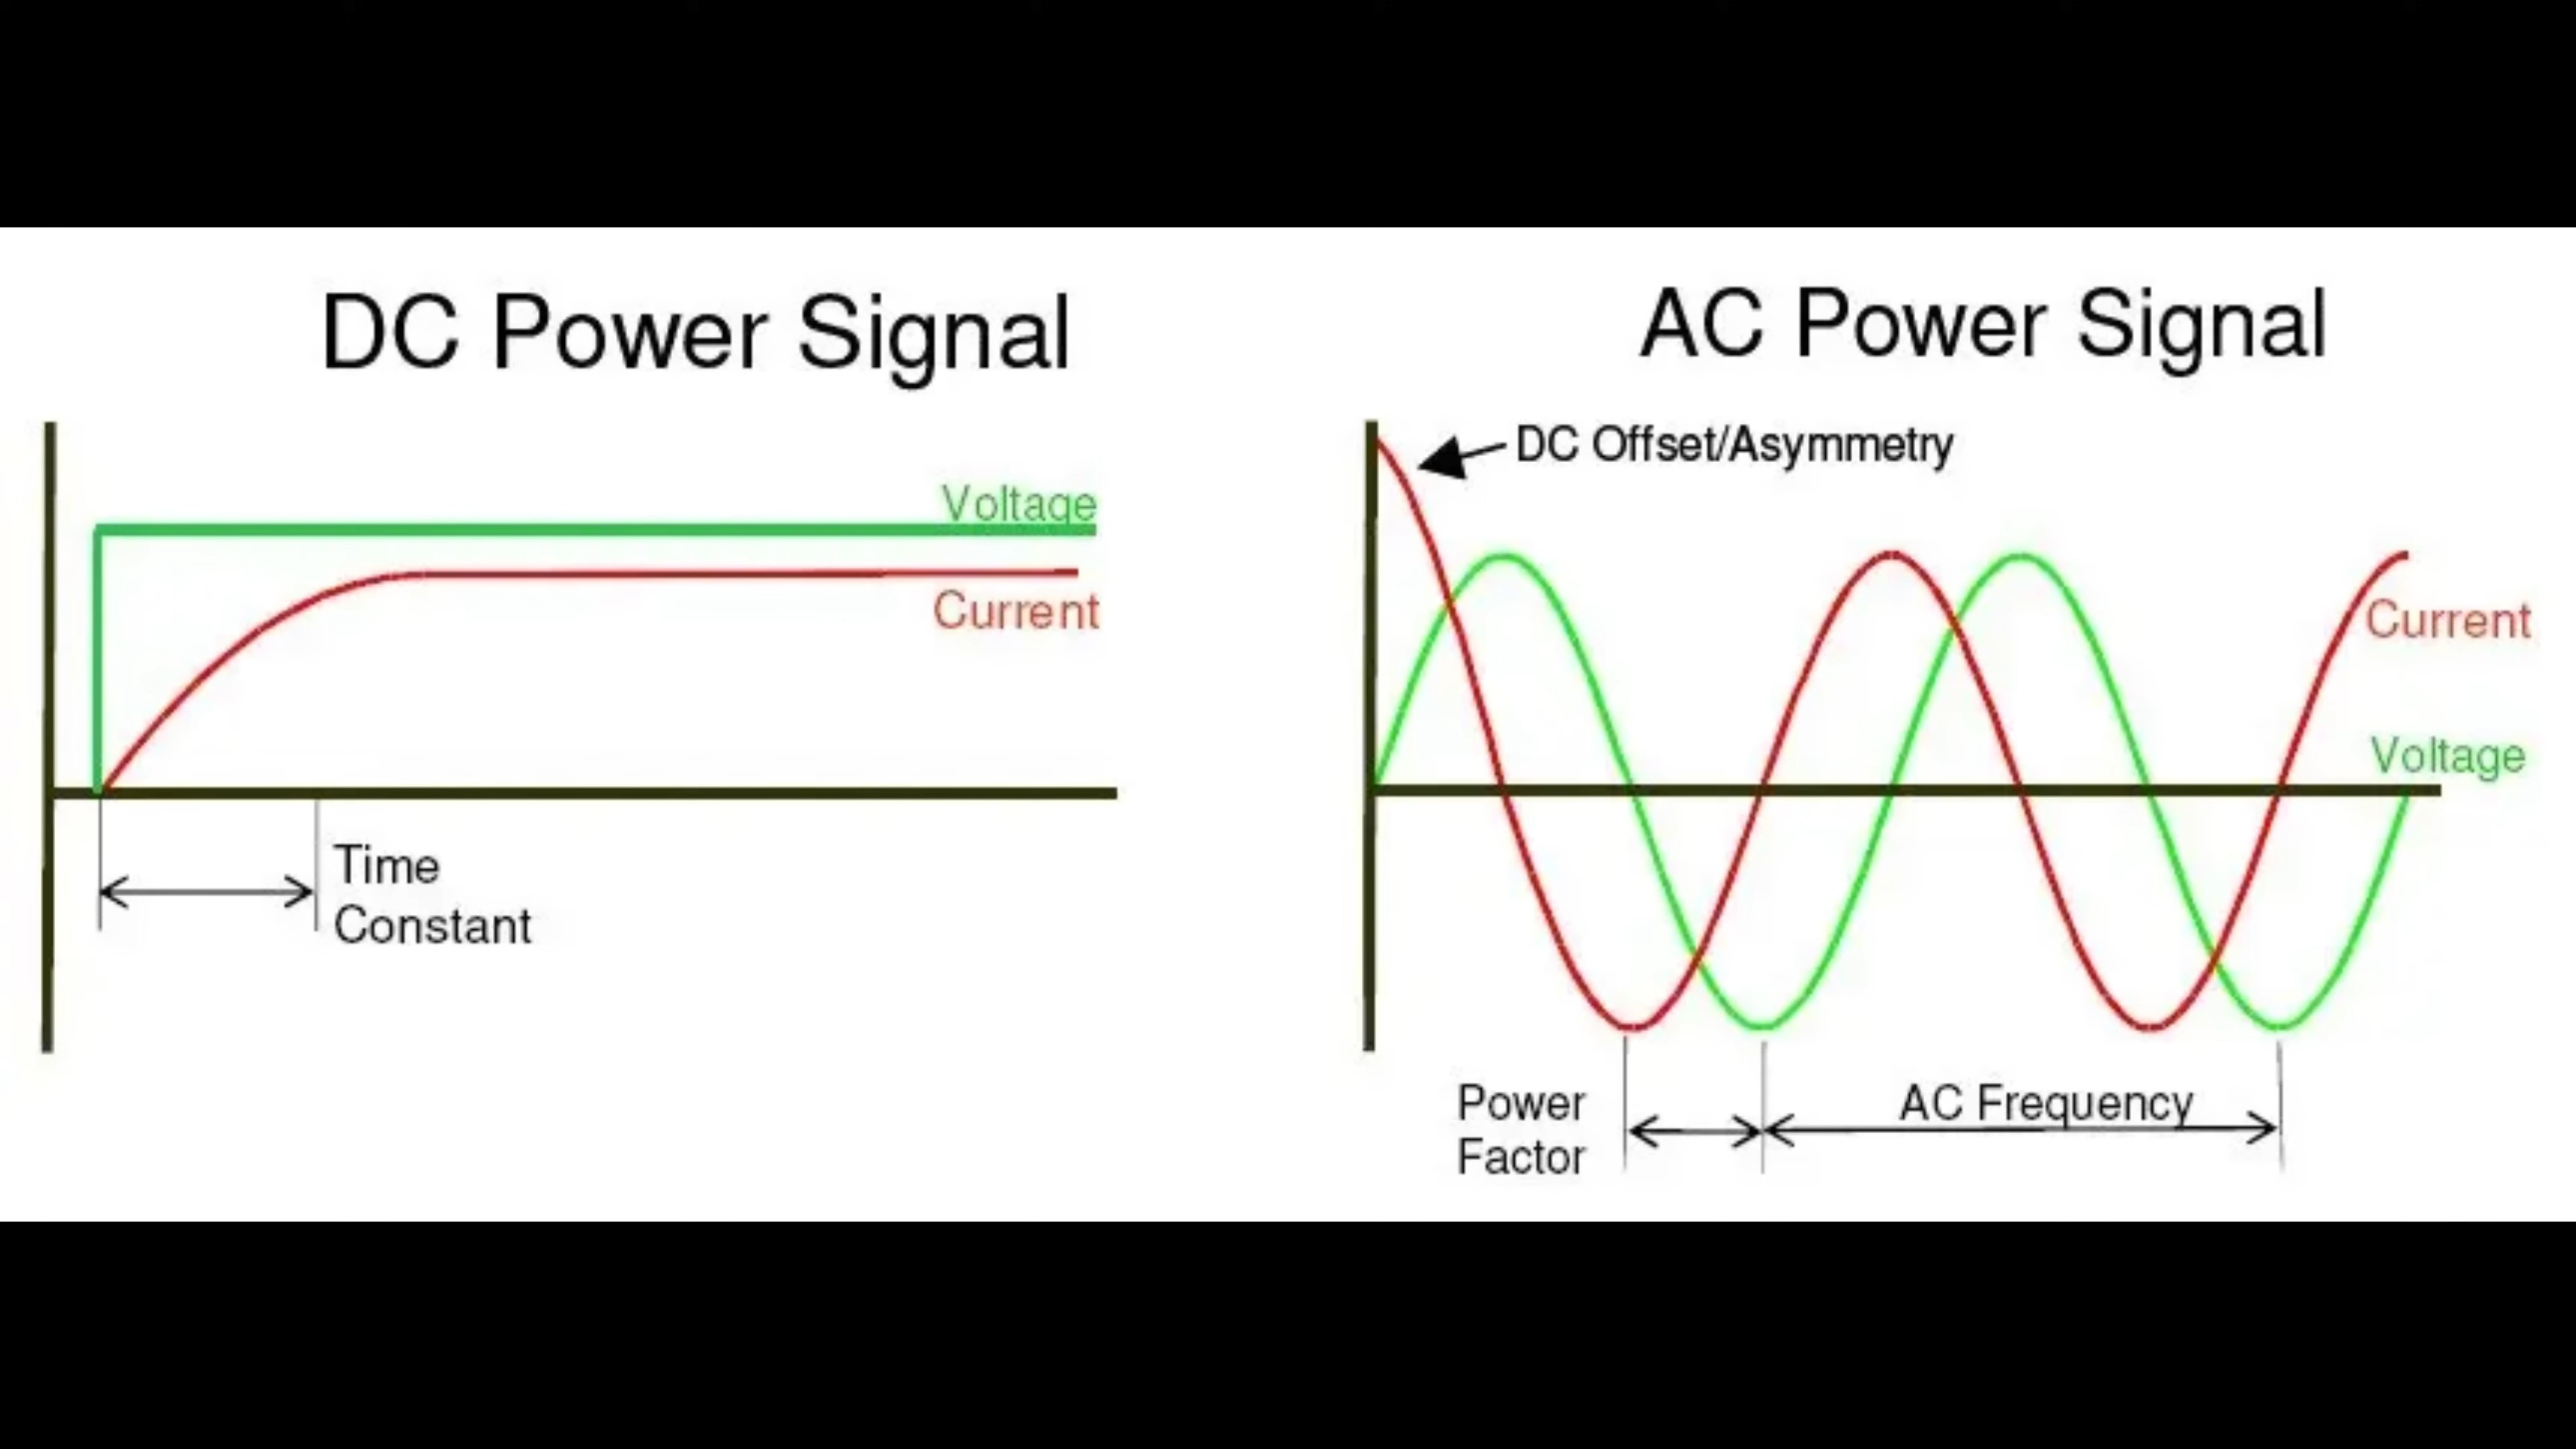 DC Power Signal
Voltage
Current
Time
Constant
AC Power Signal
DC Offset/Asymmetry
Current
Voltage
Power
Factor
AC Frequency